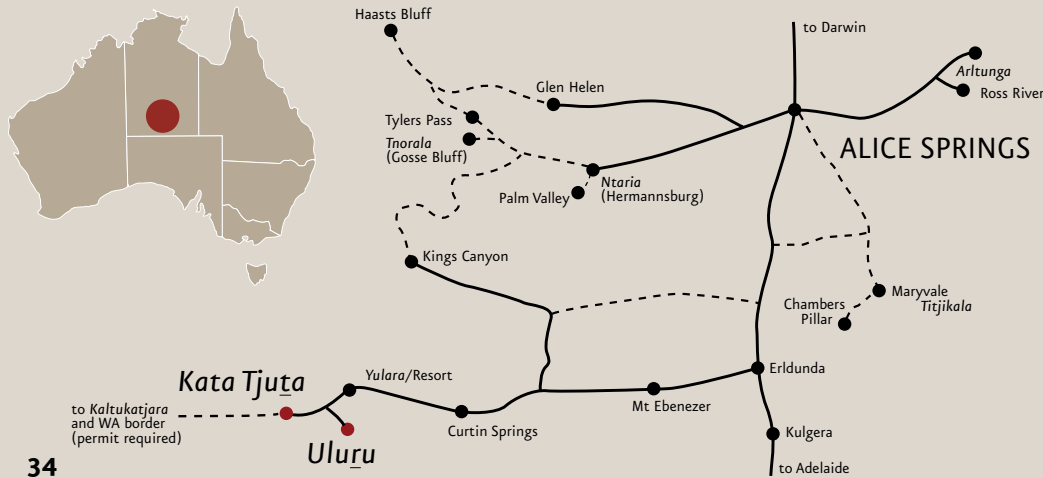 Haasts Bluff
to Darwin
Glen Helen
Arltunga
Ross River
Tylers Pass
Tnorala
(Gosse Bluff)
ALICE SPRINGS
Ntaria
(Hermannsburg)
Palm Valley
Kings Canyon
Maryvale
Titjikala
Chambers
Pillar
Erldunda
Kata Tjuṯa
Yulara/Resort
to Kaltukatjara
and WA border
(permit required)
Mt Ebenezer
Curtin Springs
Uluṟu
Kulgera
to Adelaide
34